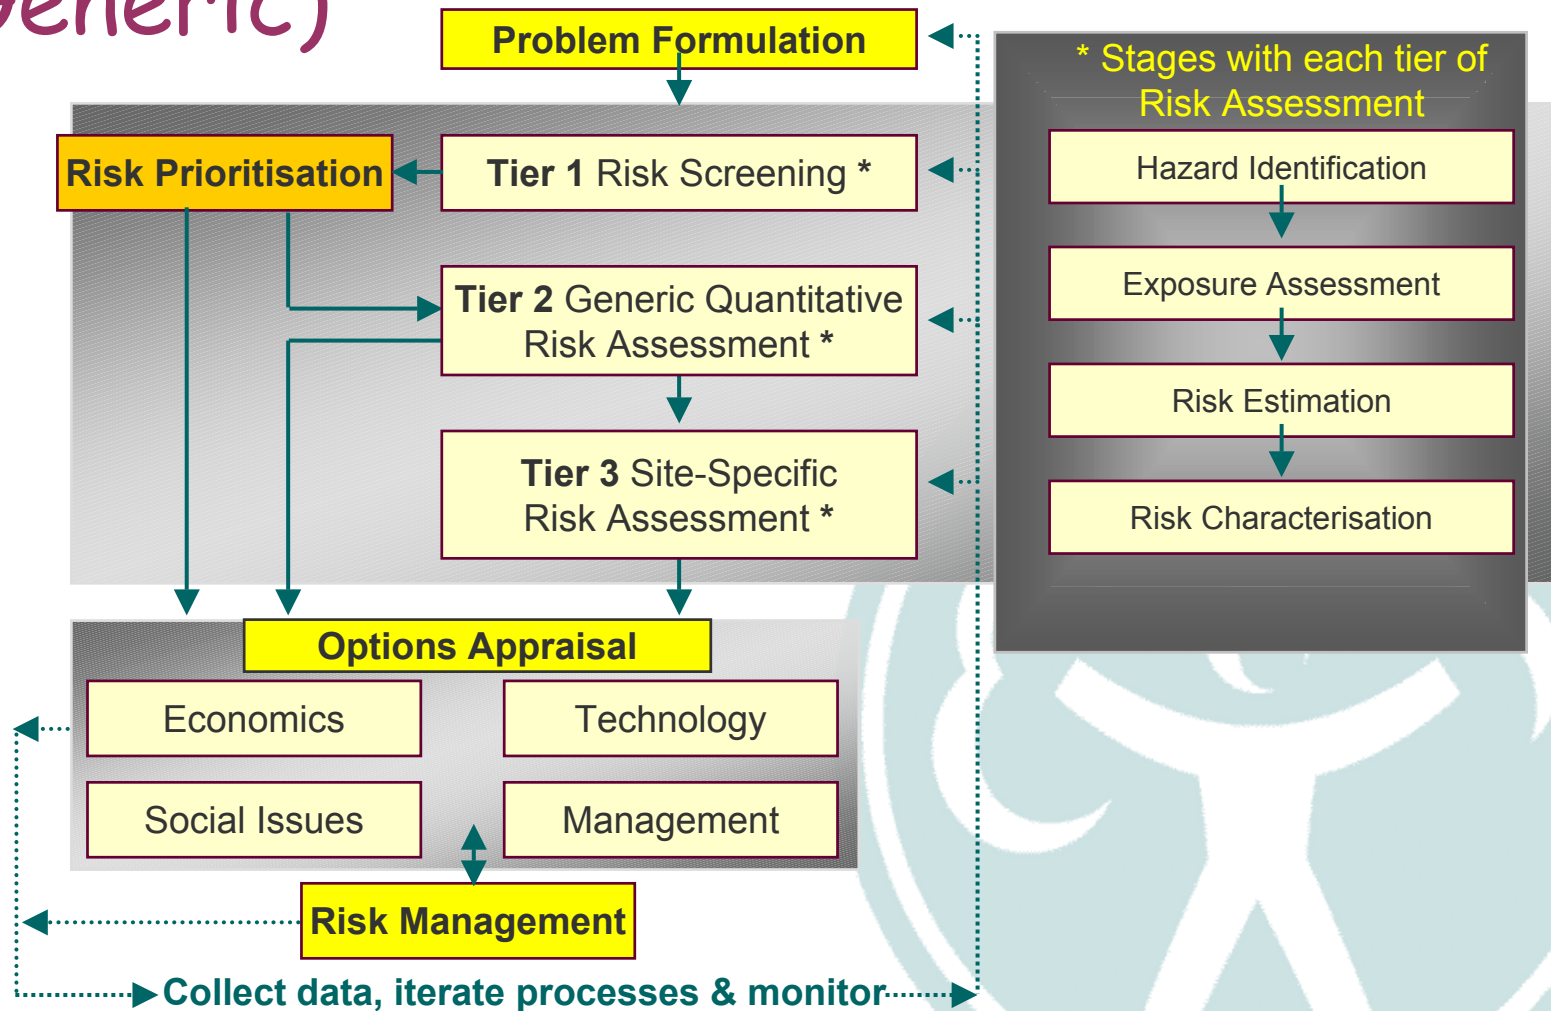 Generic)
Problem Formulation
* Stages with each tier of
Risk Assessment
Risk Prioritisation
Tier 1 Risk Screening *
Hazard Identification
Tier 2 Generic Quantitative
Risk Assessment *
Exposure Assessment
Risk Estimation
Tier 3 Site-Specific
Risk Assessment *
Risk Characterisation
Options Appraisal
Economics
Technology
Social Issues
Management
Risk Management
Collect data, iterate processes & monitor